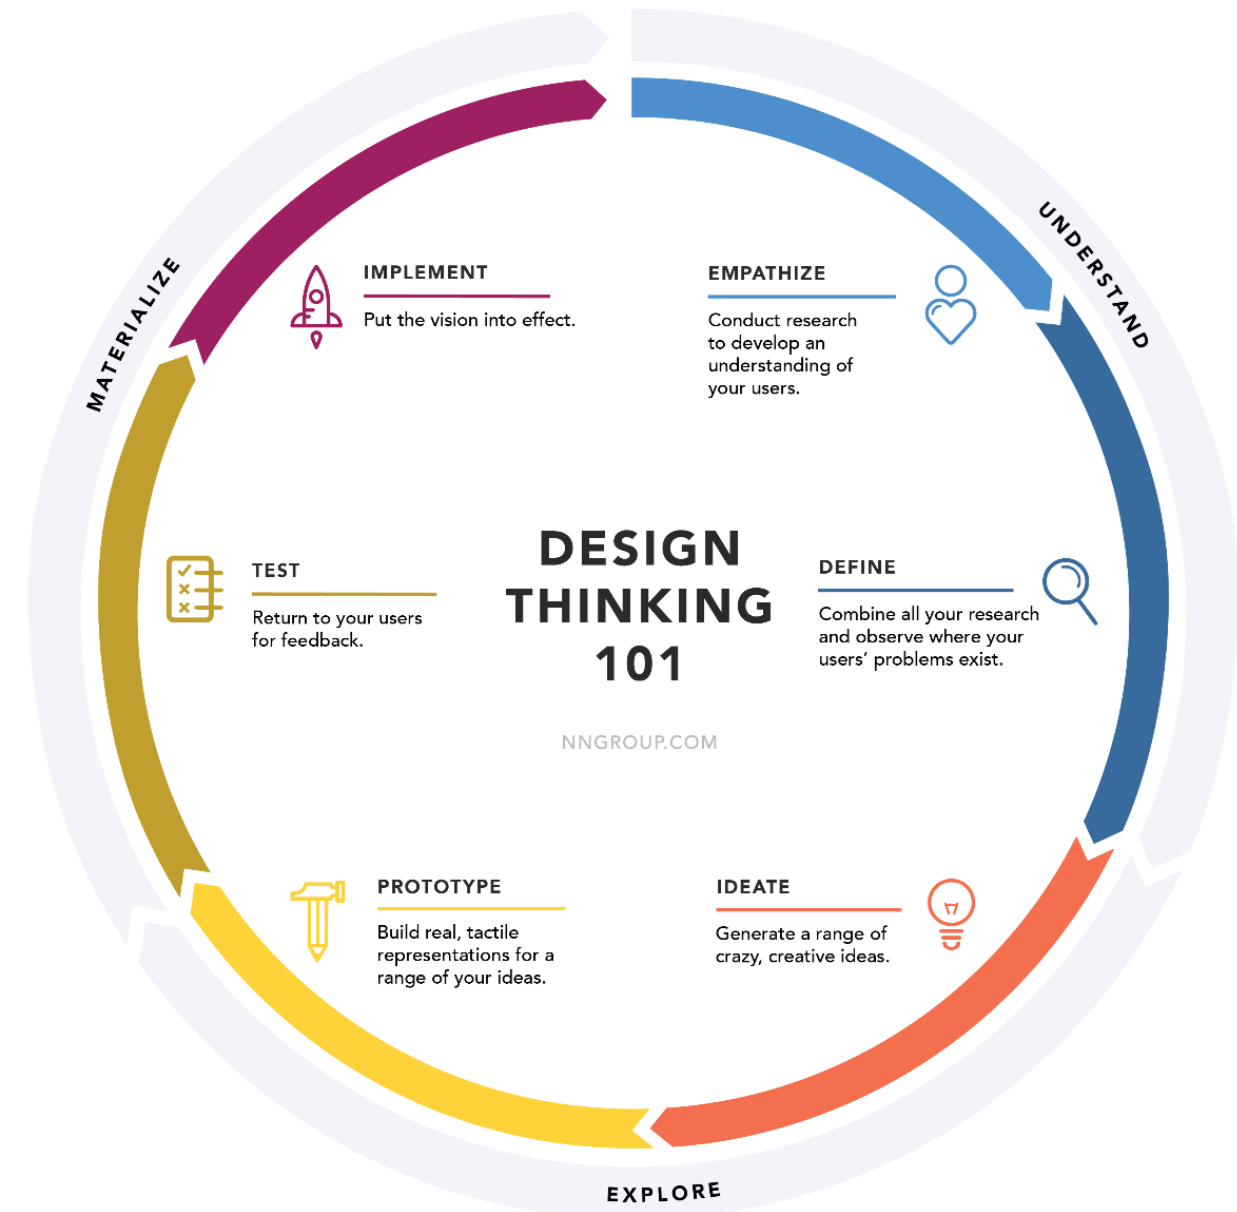 DESIGN
THINKING
101
NNGROUP.COM
UNDERSTAND
EMPATHIZE
Conduct research
to develop an
understanding of
your users.
DEFINE
Combine all your research
and observe where your
users’ problems exist.
EXPLORE
IDEATE
Generate a range of
crazy, creative ideas.
PROTOTYPE
Build real, tactile
representations for a
range of your ideas.
MATERIALIZE
TEST
Return to your users
for feedback.
IMPLEMENT
Put the vision into effect.